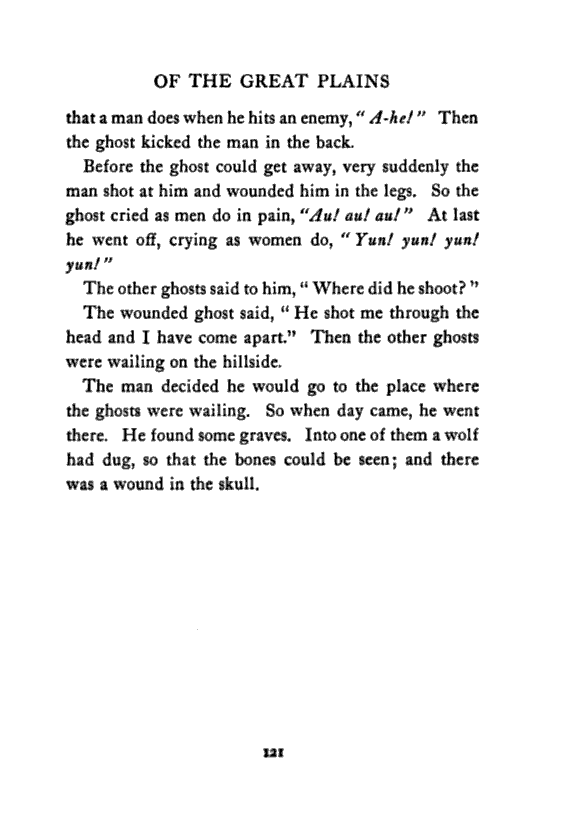 OF THE GREAT PLAINS
that a man does when he hits an enemy, “ A-he! ” Then
the ghost kicked the man in the back.
Before the ghost could get away, very suddenly the
man shot at him and wounded him in the legs. So the
ghost cried as men do in pain, “Au! au! au! ” At last
he went off, crying as women do, “ Yun! yun! yun!
yun! ”
The other ghosts said to him, “ Where did he shoot? ”
The wounded ghost said, “ He shot me through the
head and I have come apart.” Then the other ghosts
were wailing on the hillside.
The man decided he would go to the place where
the ghosts were wailing. So when day came, he went
there. He found some graves. Into one of them a wolf
had dug, so that the bones could be seen; and there
was a wound in the skull.
121